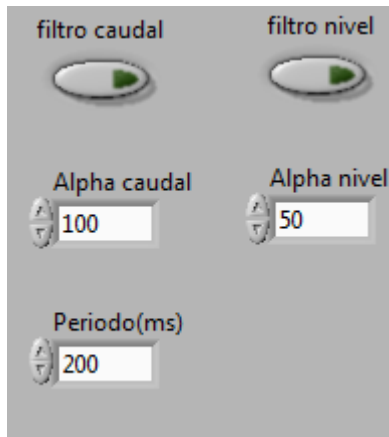 filtro caudal
filtro nivel
Alpha caudal
Alpha nivel
100
50
Periodo(ms)
200